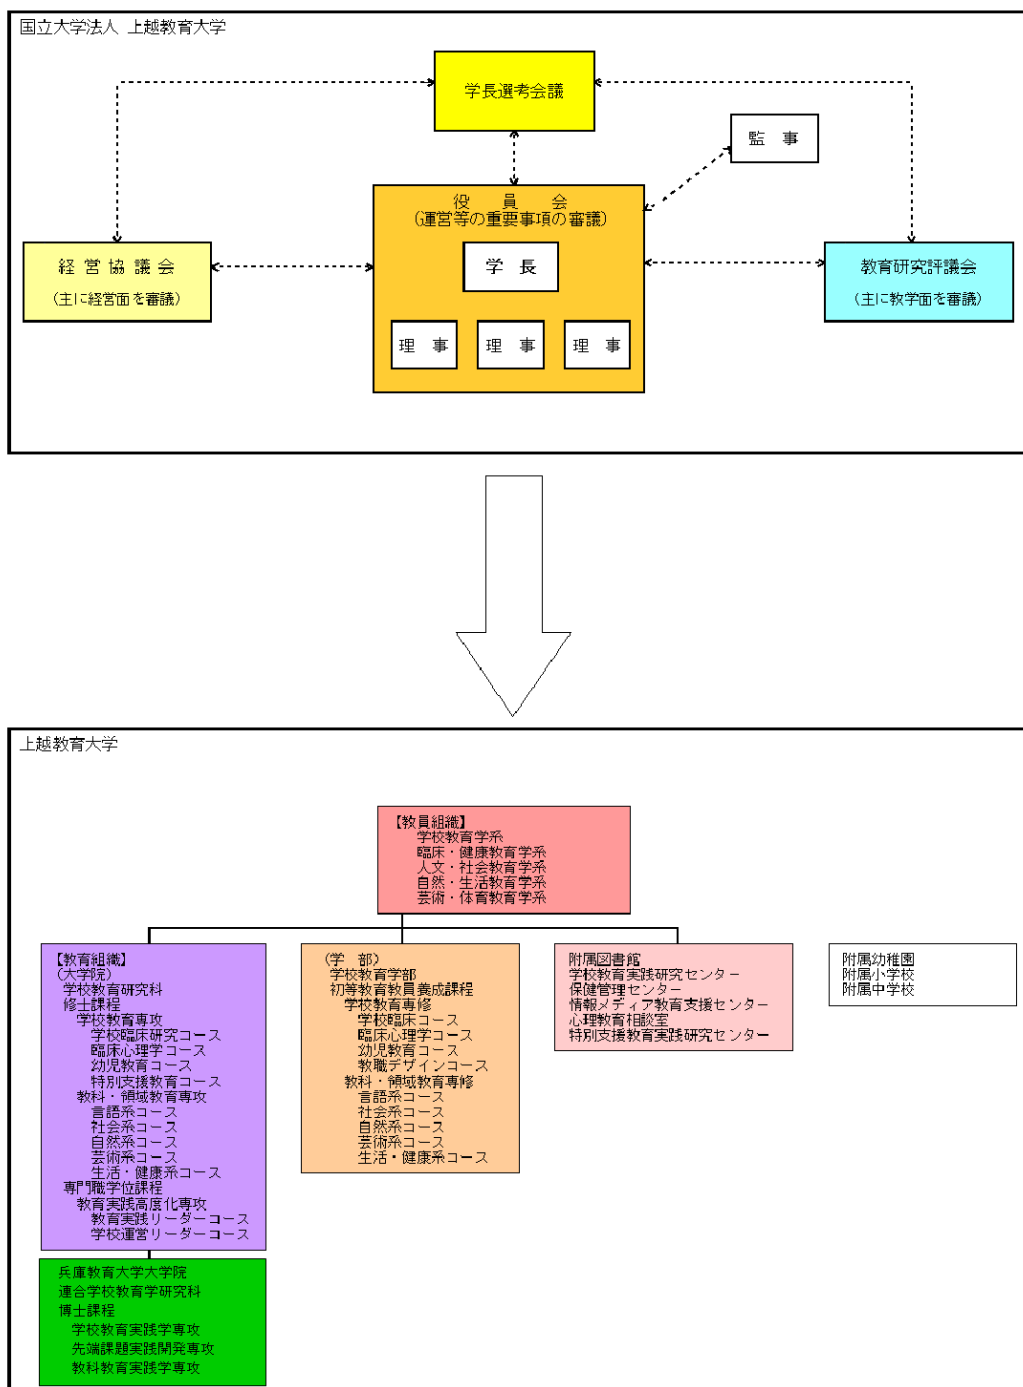 国立大学法人 上越教育大学
学長選考会議
監 事
役 員 会
(運営等の重要事項の審議)
学 長
理 事
理 事
理 事
経 営 協 議 会
(主に経営面を審議)
教育研究評議会
(主に教学面を審議)
上越教育大学
【教員組織】
学校教育学系
臨床・健康教育学系
人文・社会教育学系
自然・生活教育学系
芸術・体育教育学系
【教育組織】
(大学院)
学校教育研究科
修士課程
学校教育専攻
学校臨床研究コース
臨床心理学コース
幼児教育コース
特別支援教育コース
教科・領域教育専攻
言語系コース
社会系コース
自然系コース
芸術系コース
生活・健康系コース
専門職学位課程
教育実践高度化専攻
教育実践リーダーコース
学校運営リーダーコース
兵庫教育大学大学院
連合学校教育学研究科
博士課程
学校教育実践学専攻
先端課題実践開発専攻
教科教育実践学専攻
(学 部)
学校教育学部
初等教育教員養成課程
学校教育専修
学校臨床コース
臨床心理学コース
幼児教育コース
教職デザインコース
教科・領域教育専修
言語系コース
社会系コース
自然系コース
芸術系コース
生活・健康系コース
附属図書館
学校教育実践研究センター
保健管理センター
情報メディア教育支援センター
心理教育相談室
特別支援教育実践研究センター
附属幼稚園
附属小学校
附属中学校